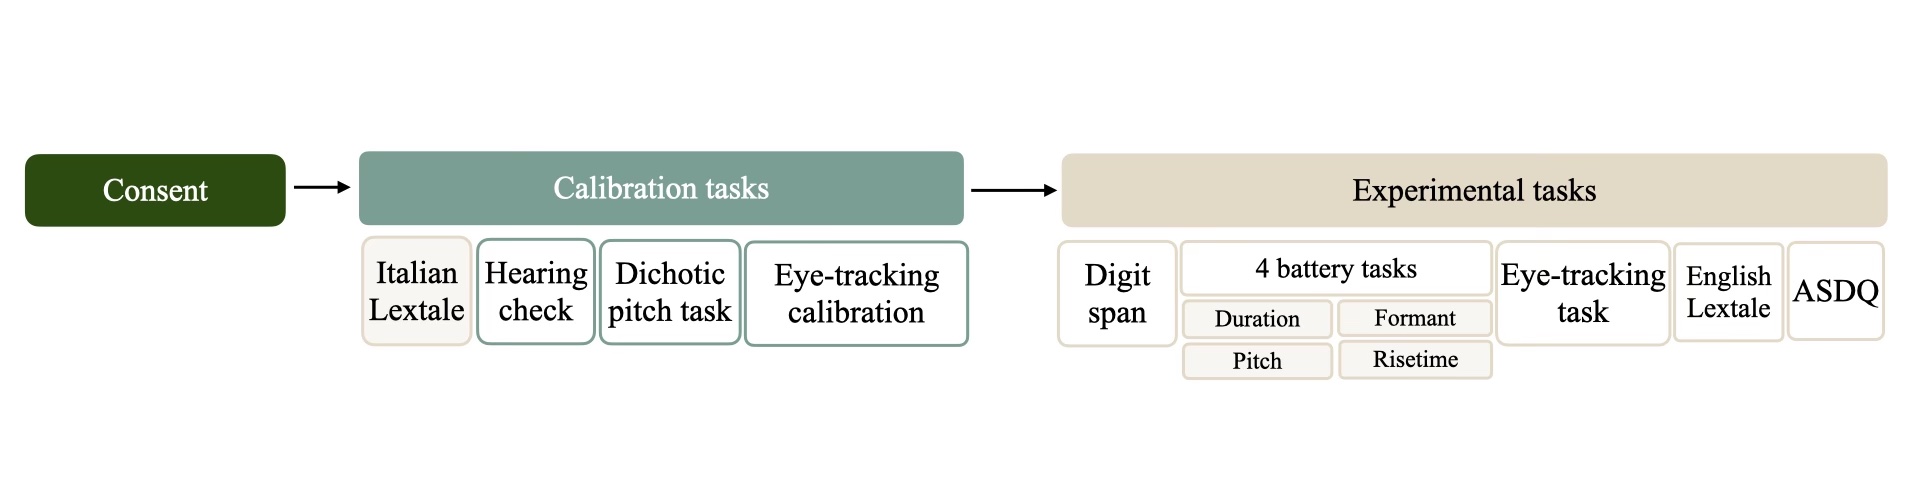 Consent
Calibration tasks
Experimental tasks
Italian
Lextale
Hearing
check
Dichotic
pitch task
Eye-tracking
calibration
Digit
span
4 battery tasks
Duration
Formant
Pitch
Risetime
Eye-tracking
task
English
Lextale
ASDQ